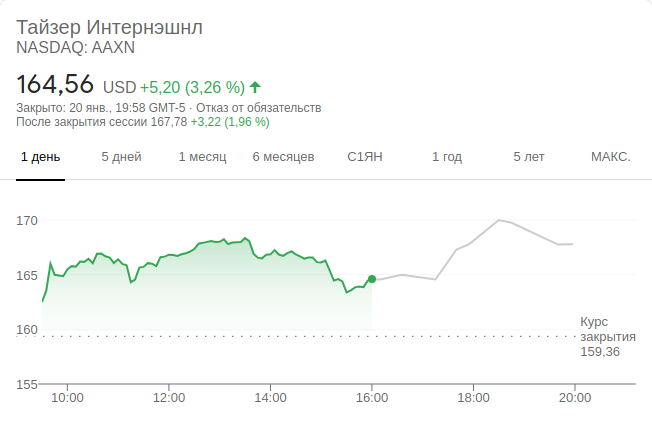 Тайзер Интернэшнл
NASDAQ: AAXN
164,56 USD +5,20 (3,26 %)
Закрыто: 20 янв., 19:58 GMT-5 · Отказ от обязательств
После закрытия сессии 167,78 +3,22 (1,96 %)
1 день 5 дней 1 месяц 6 месяцев С1ЯН 1 год 5 лет МАКС.
170
165
160
Курс
закрытия
159,36
155
10:00 12:00 14:00 16:00 18:00 20:00